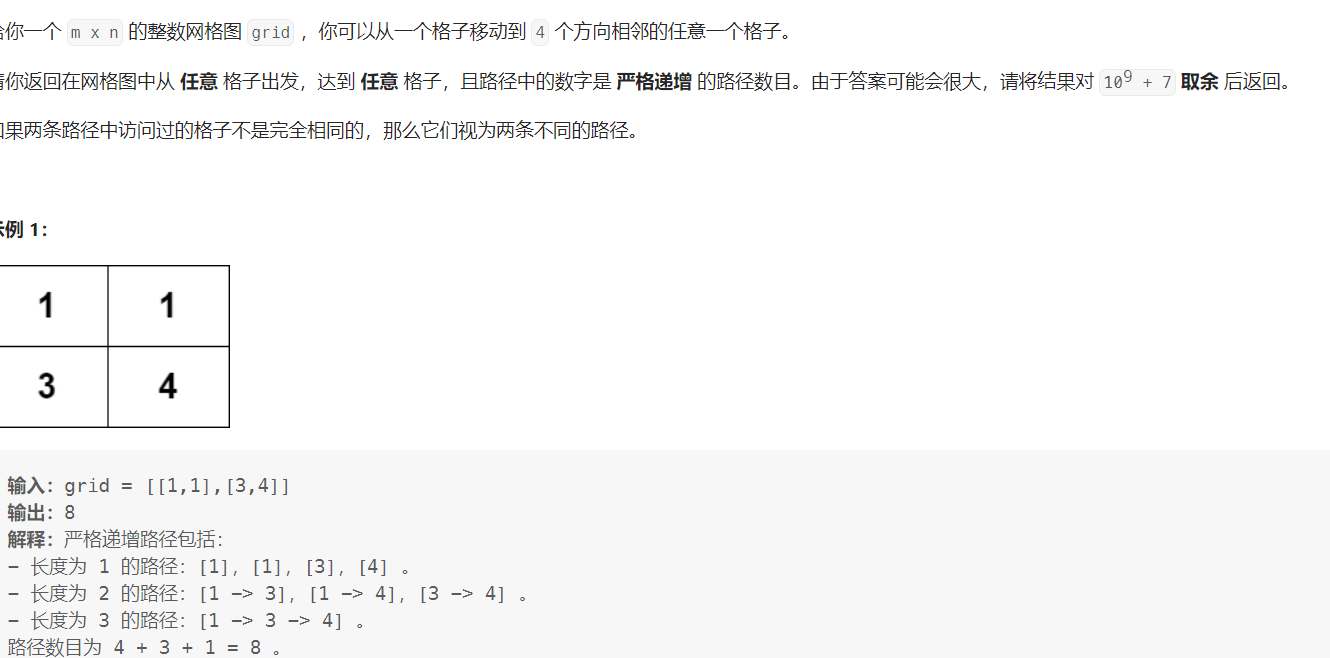 你一个 m x n 的整数网格图 grid ，你可以从一个格子移动到 4 个方向相邻的任意一个格子。
你返回在网格图中从 任意 格子出发，达到 任意 格子，且路径中的数字是 严格递增 的路径数目。由于答案可能会很大，请将结果对 10^9 + 7 取余 后返回。
果两条路径中访问过的格子不是完全相同的，那么它们视为两条不同的路径。
例 1：
1 1
3 4
输入：grid = [[1,1],[3,4]]
输出：8
解释：严格递增路径包括：
- 长度为 1 的路径：[1]，[1]，[3]，[4] 。
- 长度为 2 的路径：[1 -> 3]，[1 -> 4]，[3 -> 4] 。
- 长度为 3 的路径：[1 -> 3 -> 4] 。
路径数目为 4 + 3 + 1 = 8 。